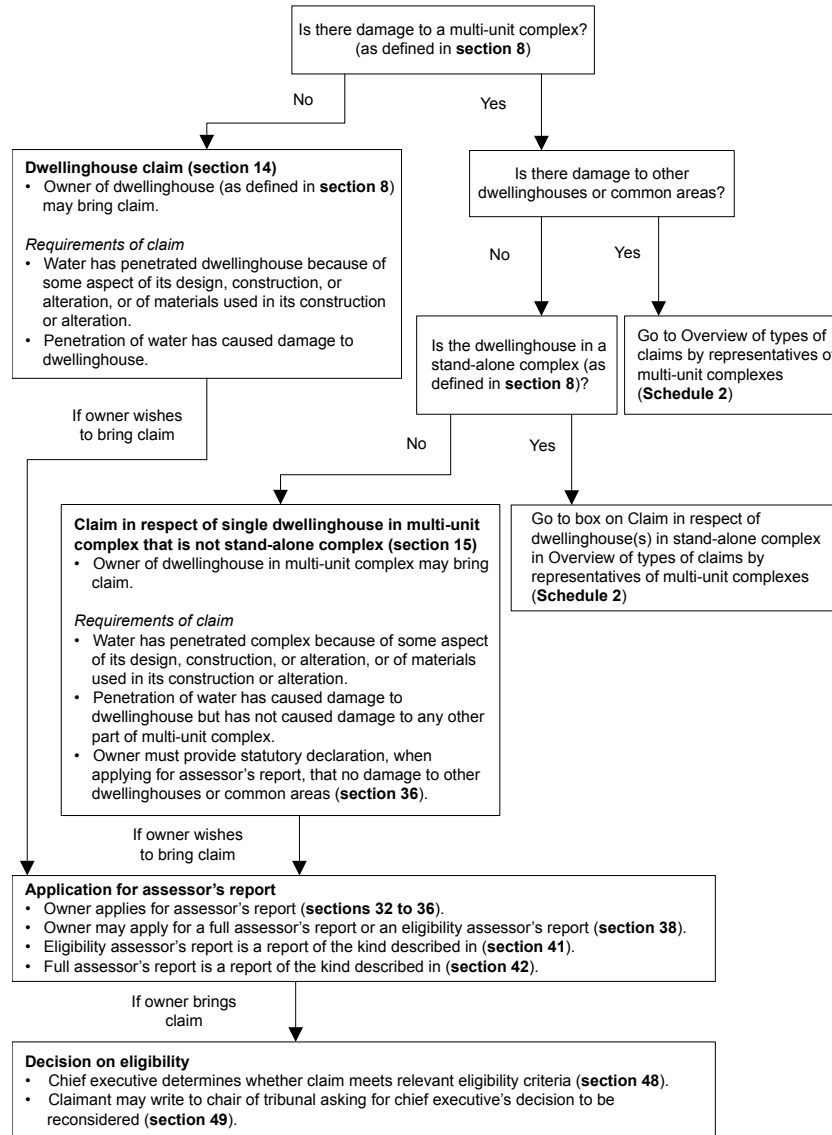 Is there damage to a multi-unit complex?
(as defined in section 8)
No
Yes
Dwellinghouse claim (section 14)
• Owner of dwellinghouse (as defined in section 8)
may bring claim.
Requirements of claim
• Water has penetrated dwellinghouse because of
some aspect of its design, construction, or
alteration, or of materials used in its construction
or alteration.
• Penetration of water has caused damage to
dwellinghouse.
Is there damage to other
dwellinghouses or common areas?
No
Yes
Is the dwellinghouse in a
stand-alone complex (as
defined in section 8)?
Go to Overview of types of
claims by representatives o
multi-unit complexes
(Schedule 2)
If owner wishes
to bring claim
No
Yes
Claim in respect of single dwellinghouse in multi-unit
complex that is not stand-alone complex (section 15)
• Owner of dwellinghouse in multi-unit complex may bring
claim.
Requirements of claim
• Water has penetrated complex because of some aspect
of its design, construction, or alteration, or of materials
used in its construction or alteration.
• Penetration of water has caused damage to
dwellinghouse but has not caused damage to any other
part of multi-unit complex.
• Owner must provide statutory declaration, when
applying for assessor’s report, that no damage to other
dwellinghouses or common areas (section 36).
Go to box on Claim in respect of
dwellinghouse(s) in stand-alone complex
in Overview of types of claims by
representatives of multi-unit complexes
(Schedule 2)
If owner wishes
to bring claim
Application for assessor’s report
• Owner applies for assessor’s report (sections 32 to 36).
• Owner may apply for a full assessor’s report or an eligibility assessor’s report (section 38).
• Eligibility assessor’s report is a report of the kind described in (section 41).
• Full assessor’s report is a report of the kind described in (section 42).
If owner brings
claim
Decision on eligibility
• Chief executive determines whether claim meets relevant eligibility criteria (section 48).
• Claimant may write to chair of tribunal asking for chief executive’s decision to be
reconsidered (section 49).